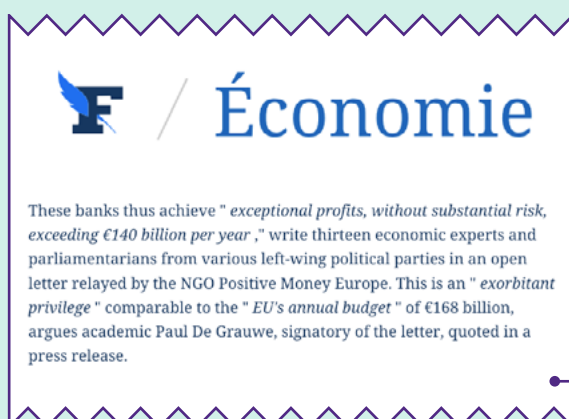 F / Économie
These banks thus achieve " exceptional profits, without substantial risk,
exceeding €140 billion per year ," write thirteen economic experts and
parliamentarians from various left-wing political parties in an open
letter relayed by the NGO Positive Money Europe. This is an " exorbitant
privilege " comparable to the " EU's annual budget " of €168 billion,
argues academic Paul De Grauwe, signatory of the letter, quoted in a
press release.